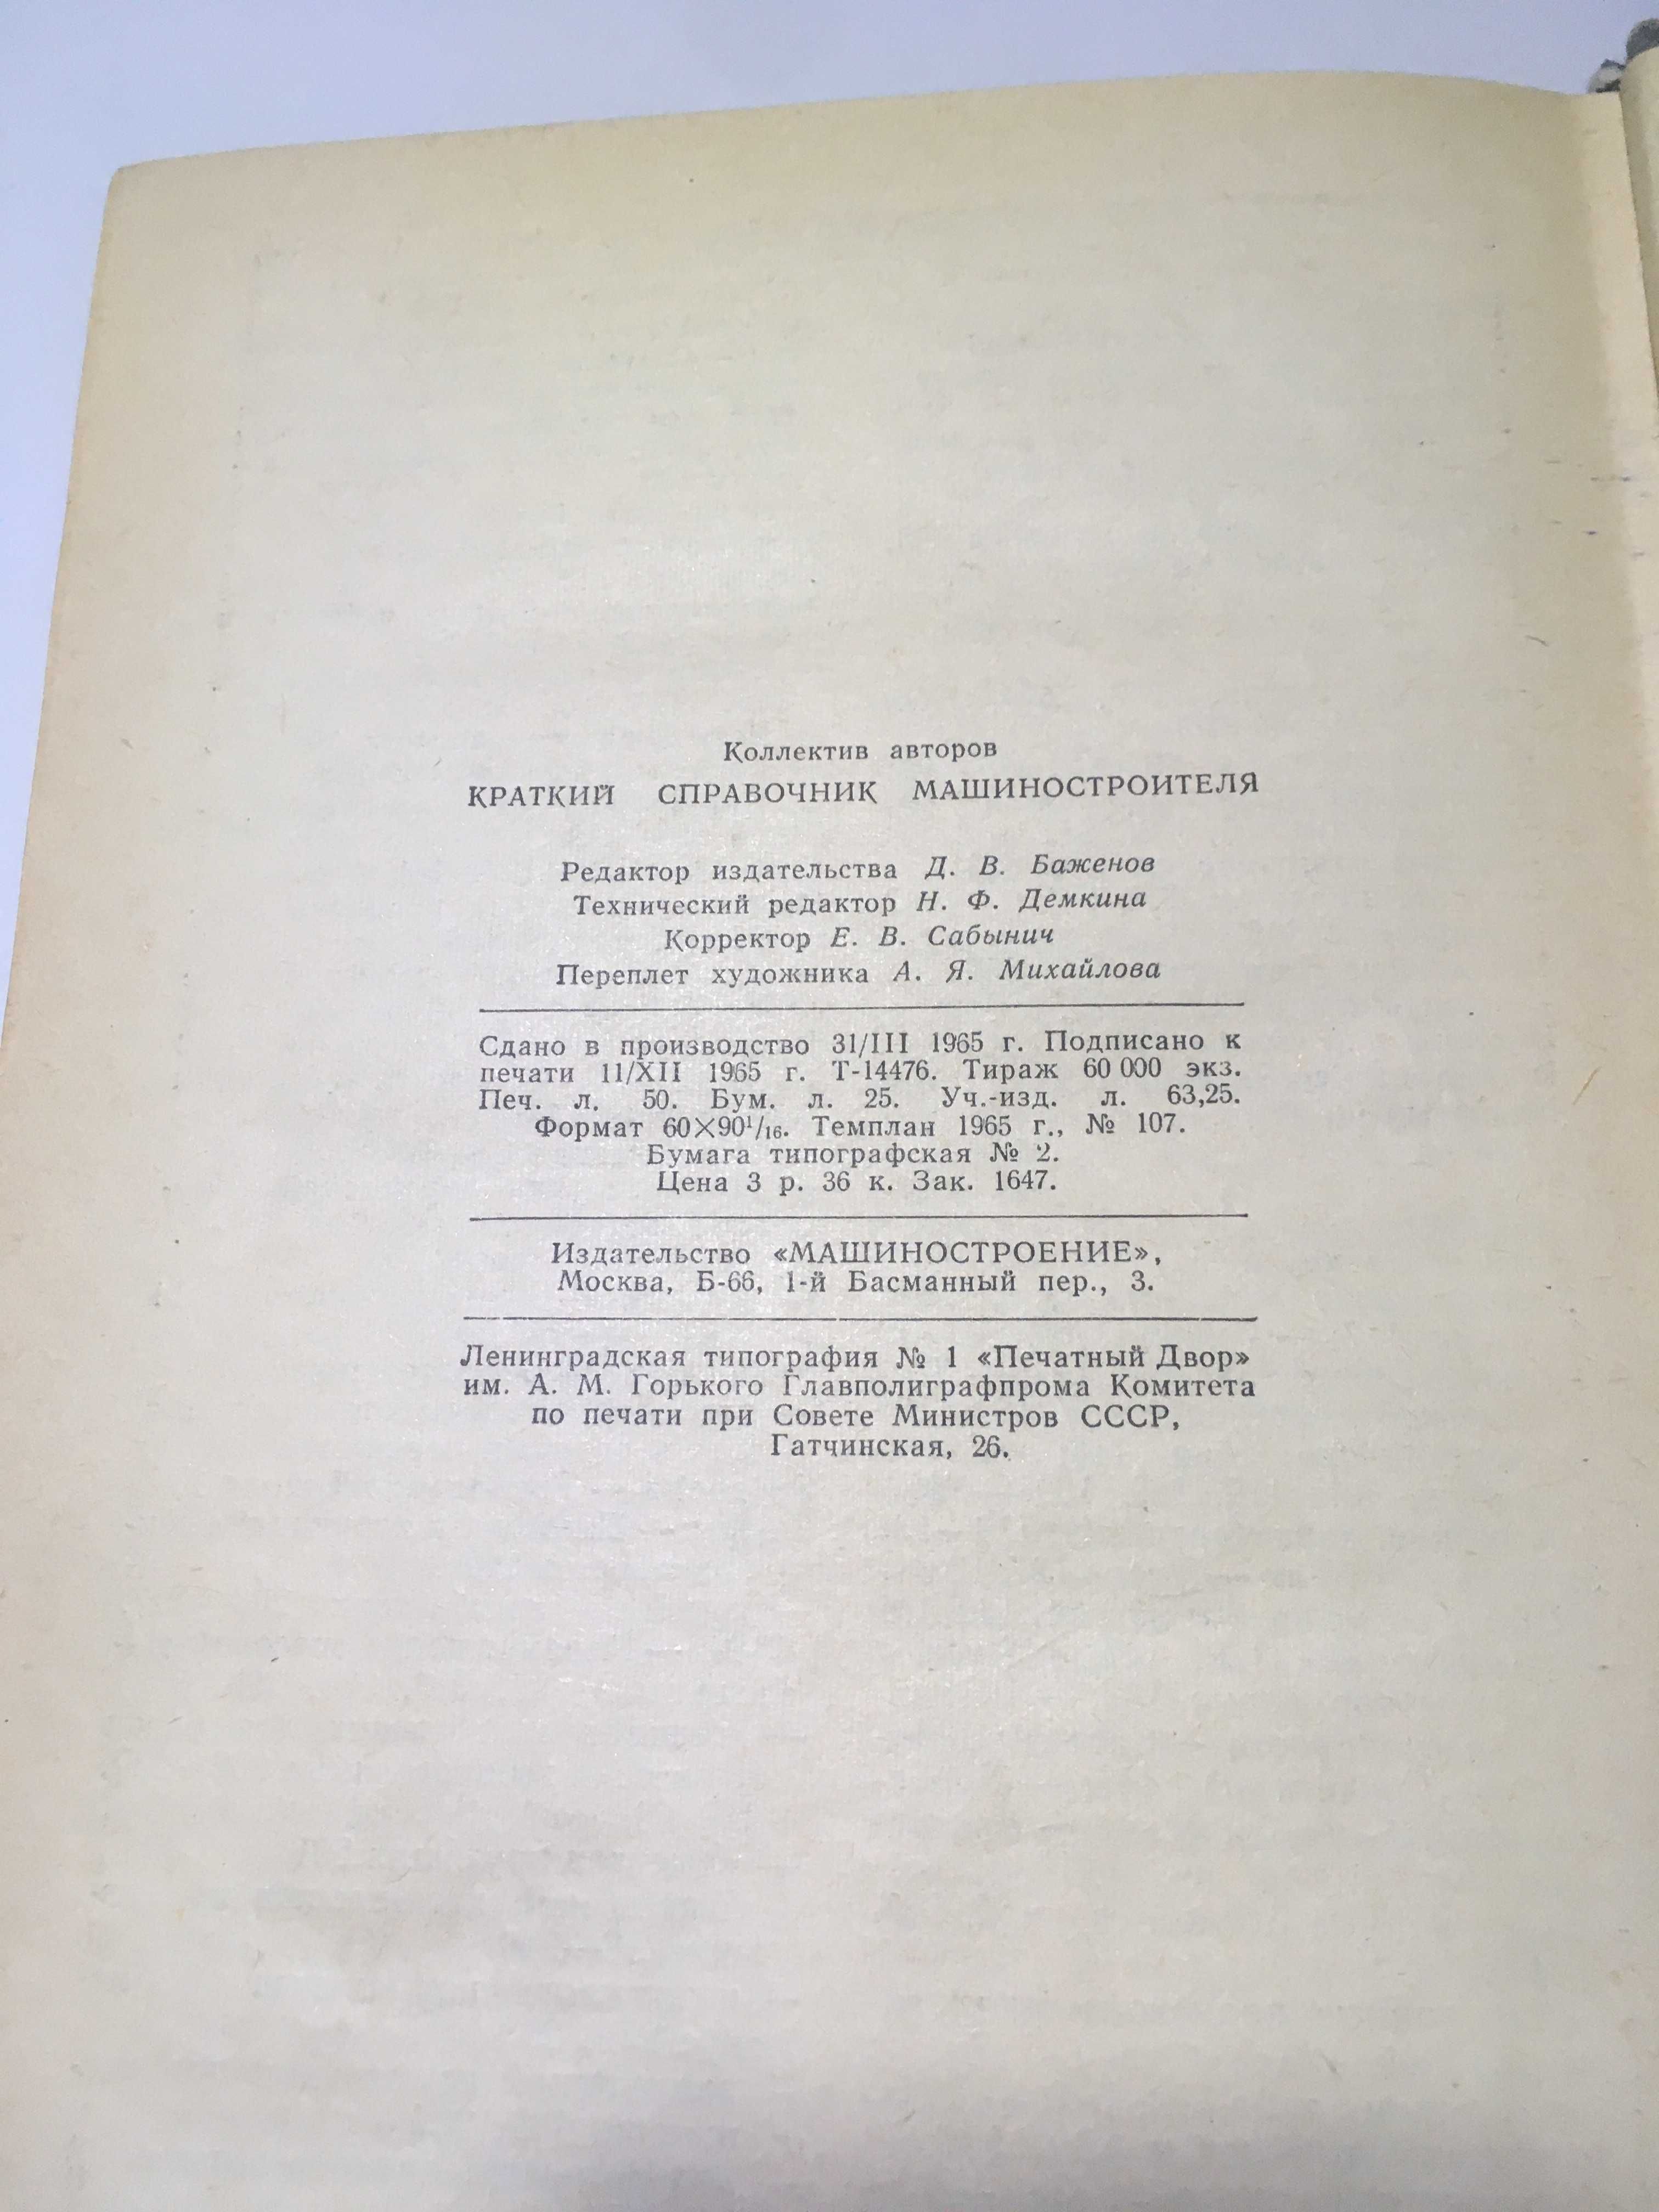 Коллектив авторов
КРАТКИЙ СПРАВОЧНИК МАШИНОСТРОИТЕЛЯ
Редактор издательства Д. В. Баженов
Технический редактор Н. Ф. Демкина
Корректор Е. В. Сабынич
Переплет художника А. Я. Михайлова
Сдано в производство 31/III 1965 г. Подписано к
печати 11/XII 1965 г. Т-14476. Тираж 60 000 экз.
Печ. л. 50. Бум. л. 25. Уч.-изд. л. 63,25.
Формат 60×90¹/₁₆. Темплан 1965 г., № 107.
Бумага типографская № 2.
Цена 3 р. 36 к. Зак. 1647.
Издательство «МАШИНОСТРОЕНИЕ»,
Москва, Б-66, 1-й Басманный пер., 3.
Ленинградская типография № 1 «Печатный Двор»
им. А. М. Горького Главполиграфпрома Комитета
по печати при Совете Министров СССР,
Гатчинская, 26.